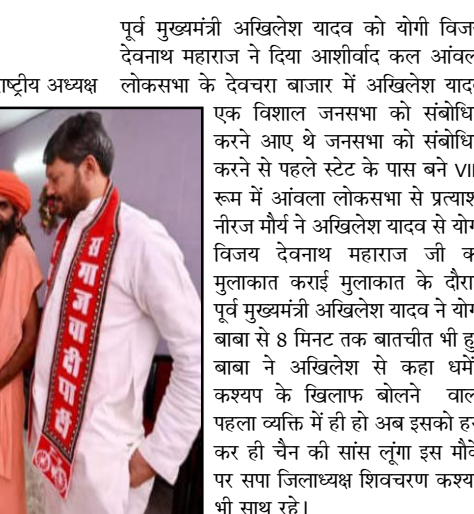 पूर्व मुख्यमंत्री अखिलेश यादव को योगी विजय
देवनाथ महाराज ने दिया आशीर्वाद कल आंवल
राष्ट्रीय अध्यक्ष
लोकसभा के देवचरा बाजार में अखिलेश यादव
एक विशाल जनसभा को संबोधि
करने आए थे जनसभा को संबोधि
करने से पहले स्टेट के पास बने VI
रूम में आंवला लोकसभा से प्रत्या
नीरज मौर्य ने अखिलेश यादव से यो
विजय देवनाथ महाराज जी क
मुलाकात कराई मुलाकात के दौरा
पूर्व मुख्यमंत्री अखिलेश यादव ने यो
बाबा से 8 मिनट तक बातचीत भी हु
बाबा ने अखिलेश से कहा धर्मे
कश्यप के खिलाफ बोलने वाल
पहला व्यक्ति में ही हो अब इसको ह
कर ही चैन की सांस लूंगा इस मौके
पर सपा जिलाध्यक्ष शिवचरण कश्य
भी साथ रहे।
समाजवादी पार्टी